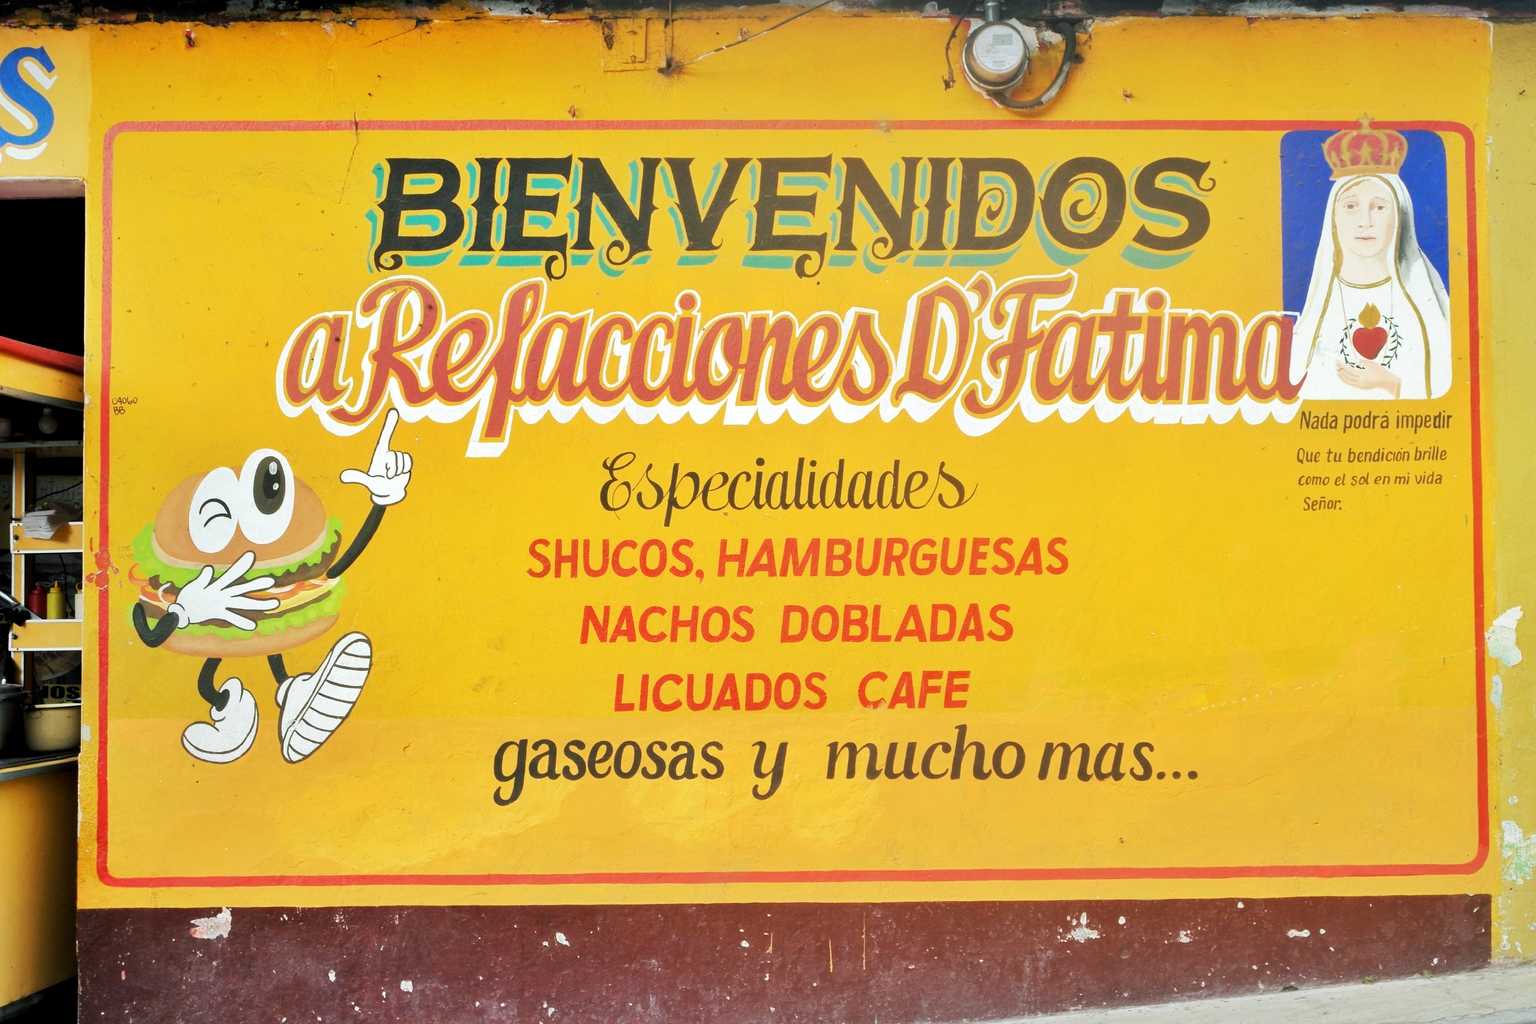 S
BIENVENIDOS
a Refacciones D'Fatima
Nada podrá impedir
Que tu bendición brille
como el sol en mi vida
Señor.
Especialidades
SHUCOS, HAMBURGUESAS
NACHOS DOBLADAS
LICUADOS CAFE
gaseosas y mucho mas...